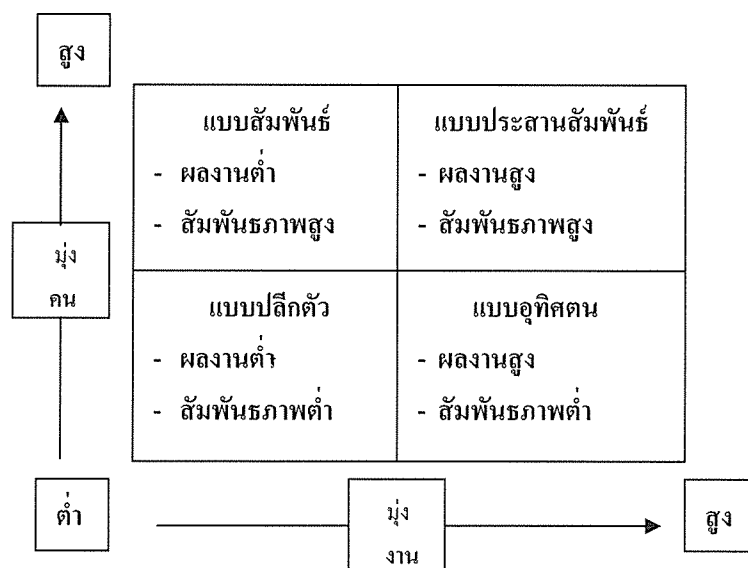 สูง
แบบสัมพันธ์
- ผลงานต่ำ
- สัมพันธภาพสูง
แบบประสานสัมพันธ์
- ผลงานสูง
- สัมพันธภาพสูง
มุ่ง
คน
แบบปลีกตัว
- ผลงานต่ำ
- สัมพันธภาพต่ำ
แบบอุทิศตน
- ผลงานสูง
- สัมพันธภาพต่ำ
ต่ำ
มุ่ง
งาน
สูง